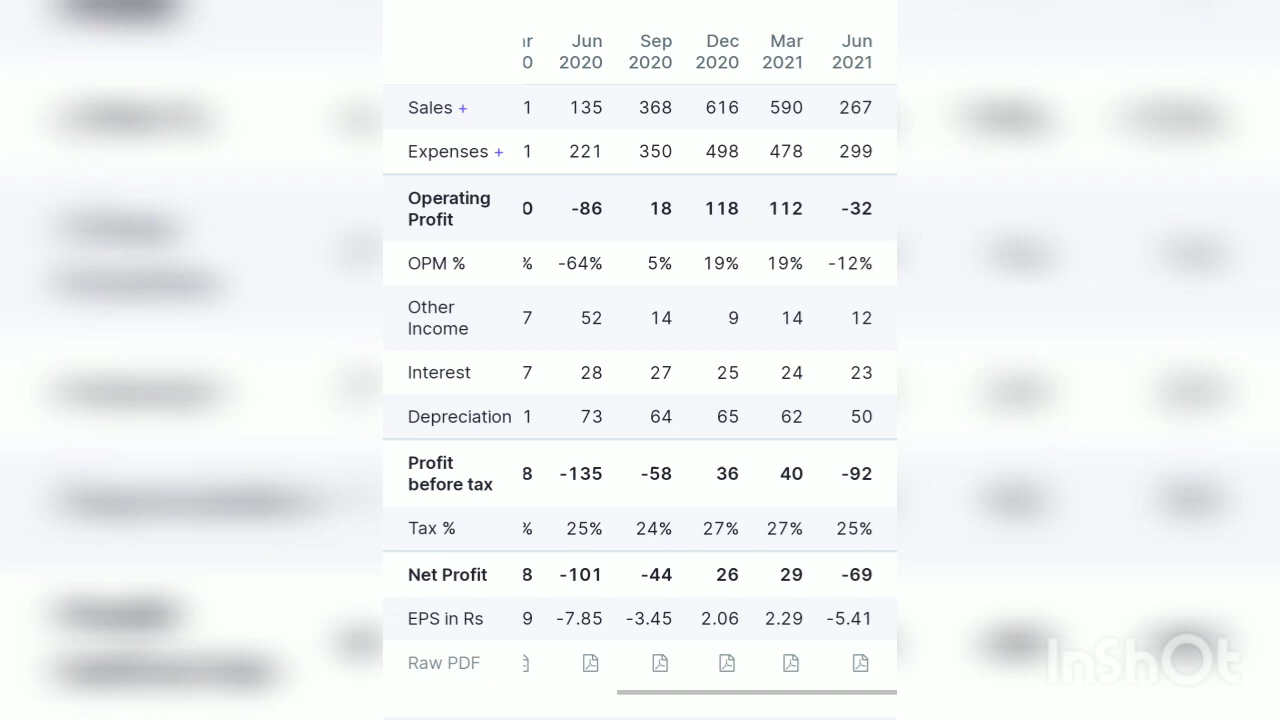 ır Jun Sep Dec Mar Jun
0 2020 2020 2020 2021 2021
Sales + 1 135 368 616 590 267
Expenses + 1 221 350 498 478 299
Operating
Profit 0 -86 18 118 112 -32
OPM % % -64% 5% 19% 19% -12%
Other
Income 7 52 14 9 14 12
Interest 7 28 27 25 24 23
Depreciation 1 73 64 65 62 50
Profit
before tax 8 -135 -58 36 40 -92
Tax % % 25% 24% 27% 27% 25%
Net Profit 8 -101 -44 26 29 -69
EPS in Rs 9 -7.85 -3.45 2.06 2.29 -5.41
Raw PDF
InShOt